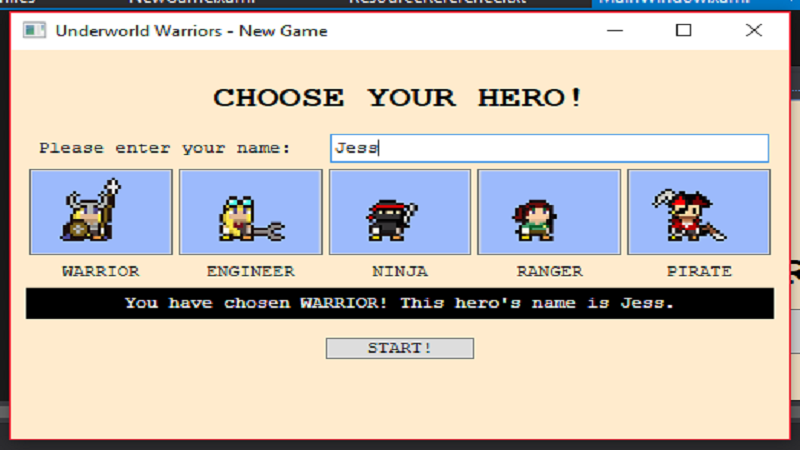 Underworld Warriors - New Game
CHOOSE YOUR HERO!
Please enter your name: Jess
WARRIOR ENGINEER NINJA RANGER PIRATE
You have chosen WARRIOR! This hero's name is Jess.
START!